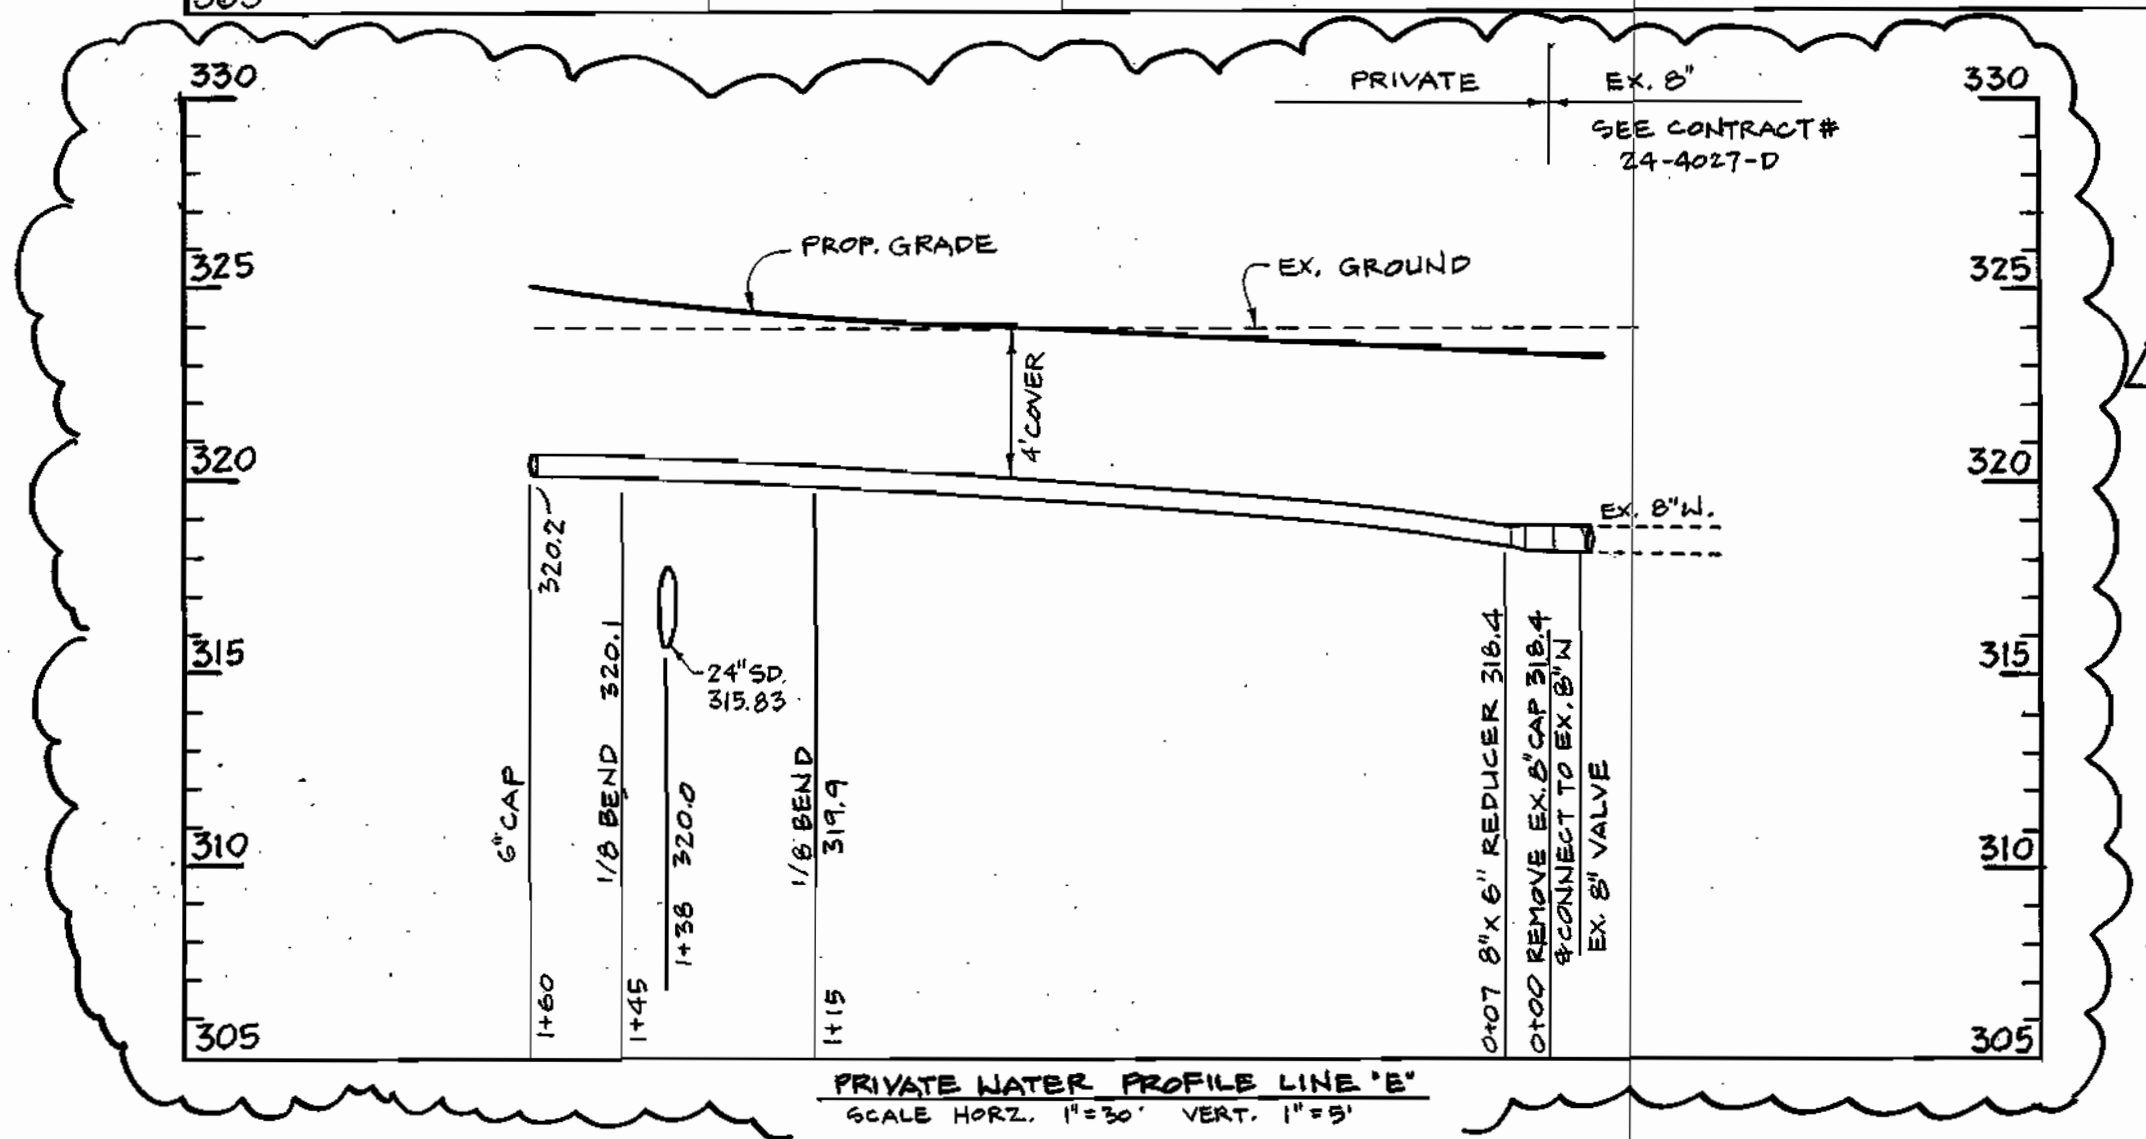 330
PRIVATE
EX. 8"
330
SEE CONTRACT#
24-4027-D
PROP. GRADE
EX. GROUND
325
325
4' COVER
320
320
EX. 8"W.
320.2
315
315
24" SD.
315.83
310
310
305
305
6" CAP
1+60
1/8 BEND 320.1
1+45
1+38 320.0
1/8 BEND
319.9
1+15
0+07 8"x 6" REDUCER 318.4
0+00 REMOVE EX. 8" CAP 318.4
& CONNECT TO EX. 8"W
EX. 8" VALVE
PRIVATE WATER PROFILE LINE "E"
SCALE HORZ. 1"=30' VERT. 1"=5'